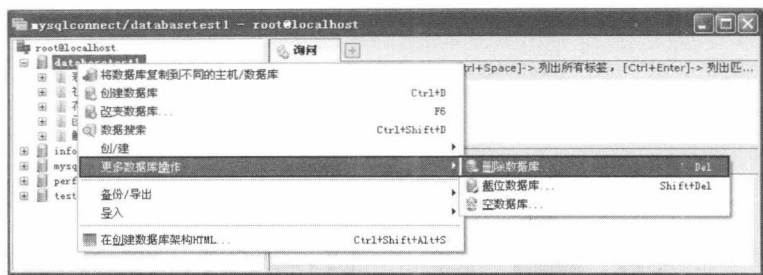 mysqlconnect/databasetest1 - root@localhost
root@localhost
databasetest1
询问
trl+Space]-> 列出所有标签, [Ctrl+Enter]-> 列出匹...
将数据库复制到不同的主机/数据库
创建数据库 Ctrl+D
改变数据库... F6
数据搜索 Ctrl+Shift+D
创/建
info
更多数据库操作
删除数据库... Del
mysq
perf
备份/导出
截位数据库... Shift+Del
test
导入
空数据库...
在创建数据库架构HTML... Ctrl+Shift+Alt+S